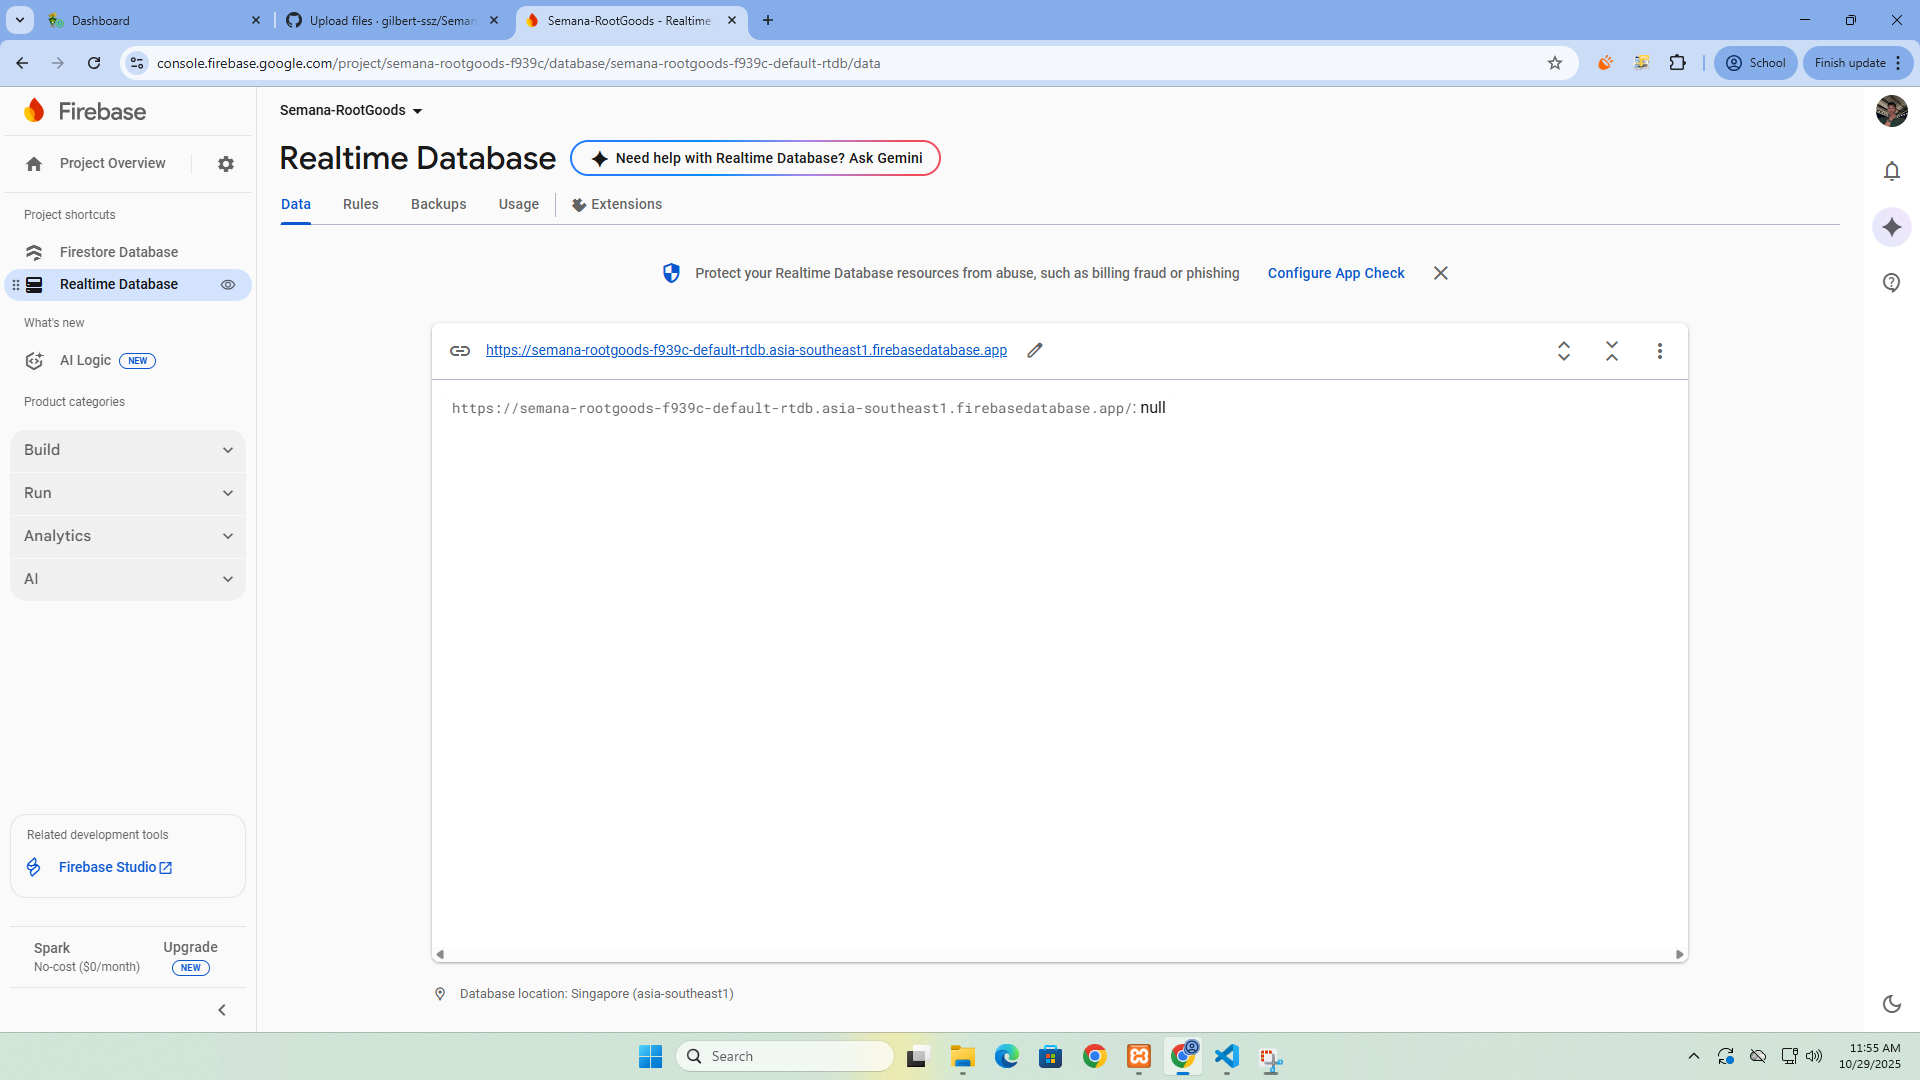 Dashboard
Upload files · gilbert-ssz/Seman
Semana-RootGoods - Realtime
console.firebase.google.com/project/semana-rootgoods-f939c/database/semana-rootgoods-f939c-default-rtdb/data
School
Finish update
Firebase
Semana-RootGoods
Project Overview
Realtime Database
Need help with Realtime Database? Ask Gemini
Data
Rules
Backups
Usage
Extensions
Project shortcuts
Firestore Database
Realtime Database
What's new
AI Logic NEW
Product categories
Build
Run
Analytics
AI
Protect your Realtime Database resources from abuse, such as billing fraud or phishing
Configure App Check
https://semana-rootgoods-f939c-default-rtdb.asia-southeast1.firebasedatabase.app
https://semana-rootgoods-f939c-default-rtdb.asia-southeast1.firebasedatabase.app/: null
Related development tools
Firebase Studio
Spark
No-cost ($0/month)
Upgrade
NEW
Database location: Singapore (asia-southeast1)
Search
11:55 AM
10/29/2025